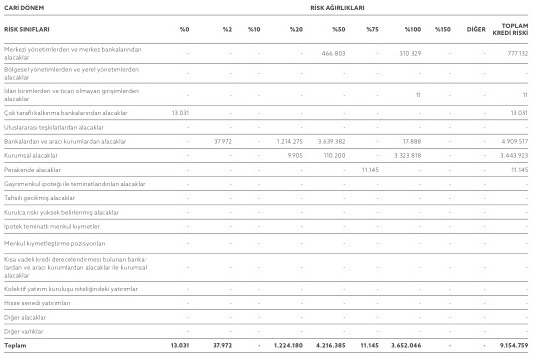 CARİ DÖNEM RİSK AĞIRLIKLARI
RİSK SINIFLARI %0 %2 %10 %20 %50 %75 %100 %150 DİĞER TOPLAM KREDİ RİSKİ
Merkezi yönetimlerden ve merkez bankalarından
alacaklar - - - - 466.803 - 310.329 - - 777.132
Bölgesel yönetimlerden ve yerel yönetimlerden
alacaklar - - - - - - - - - -
İdari birimlerden ve ticari olmayan girişimlerden
alacaklar - - - - - - 11 - - 11
Çok taraflı kalkınma bankalarından alacaklar 13.031 - - - - - - - - 13.031
Uluslararası teşkilatlardan alacaklar - - - - - - - - - -
Bankalardan ve aracı kurumlardan alacaklar - 37.972 - 1.214.275 3.639.382 - 17.888 - - 4.909.517
Kurumsal alacaklar - - - 9.905 110.200 - 3.323.818 - - 3.443.923
Perakende alacaklar - - - - - 11.145 - - - 11.145
Gayrimenkul ipoteği ile teminatlandırılan alacaklar - - - - - - - - - -
Tahsili gecikmiş alacaklar - - - - - - - - - -
Kurulca riski yüksek belirlenmiş alacaklar - - - - - - - - - -
İpotek teminatlı menkul kıymetler - - - - - - - - - -
Menkul kıymetleştirme pozisyonları - - - - - - - - - -
Kısa vadeli kredi derecelendirmesi bulunan banka-
lardan ve aracı kurumlardan alacaklar ile kurumsal
alacaklar - - - - - - - - - -
Kolektif yatırım kuruluşu niteliğindeki yatırımlar - - - - - - - - - -
Hisse senedi yatırımları - - - - - - - - - -
Diğer alacaklar - - - - - - - - - -
Diğer varlıklar - - - - - - - - - -
Toplam 13.031 37.972 - 1.224.180 4.216.385 11.145 3.652.046 - - 9.154.759